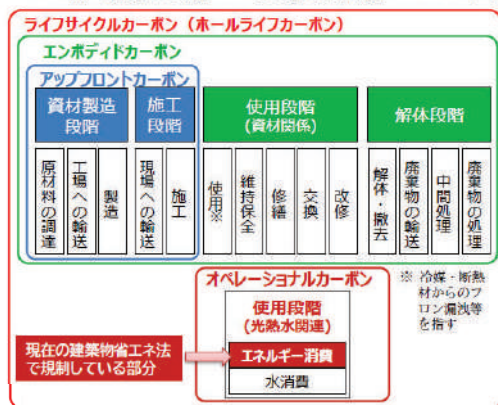 ライフサイクルカーボン（ホールライフカーボン）
エンボディドカーボン
アップフロントカーボン
資材製造
段階
施工
段階
使用段階
(資材関係)
解体段階
原材料の調達
工場への輸送
製造
現場への輸送
施工
使用※
維持保全
修繕
交換
改修
解体・撤去
廃棄物の輸送
中間処理
廃棄物の処理
オペレーショナルカーボン
使用段階
(光熱水関連)
エネルギー消費
水消費
現在の建築物省エネ法
で規制している部分
※ 冷媒・断熱
材からのフ
ロン漏洩等
を指す